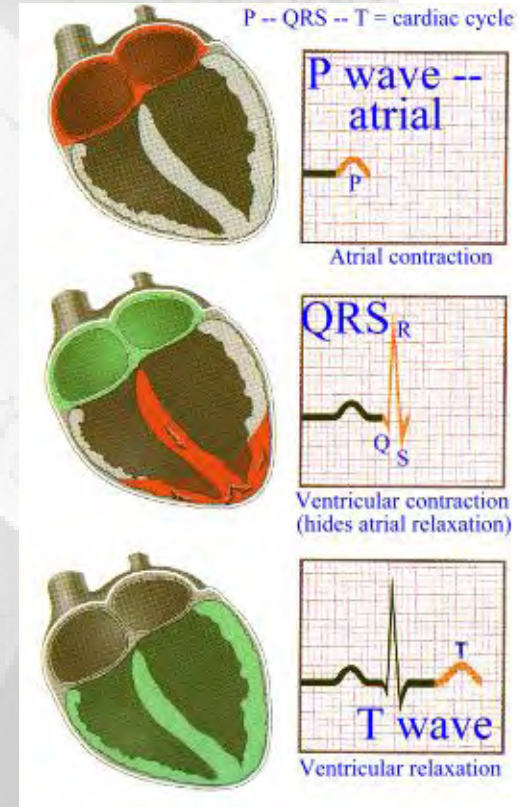 P -- QRS -- T = cardiac cycle
P wave --
atrial
P
Atrial contraction
QRS
R
Q
S
Ventricular contraction
(hides atrial relaxation)
T
T wave
Ventricular relaxation